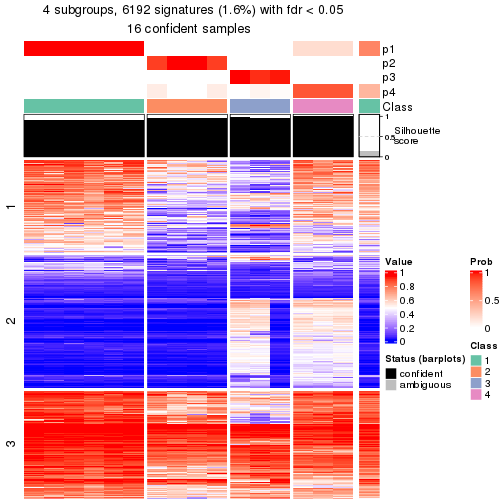 4 subgroups, 6192 signatures (1.6%) with fdr < 0.05
16 confident samples
p1
p2
p3
p4
Class
1
0.5
0
Silhouette
score
1
2
3
Value
1
0.8
0.6
0.4
0.2
0
Prob
1
0.5
0
Status (barplots)
confident
ambiguous
Class
1
2
3
4